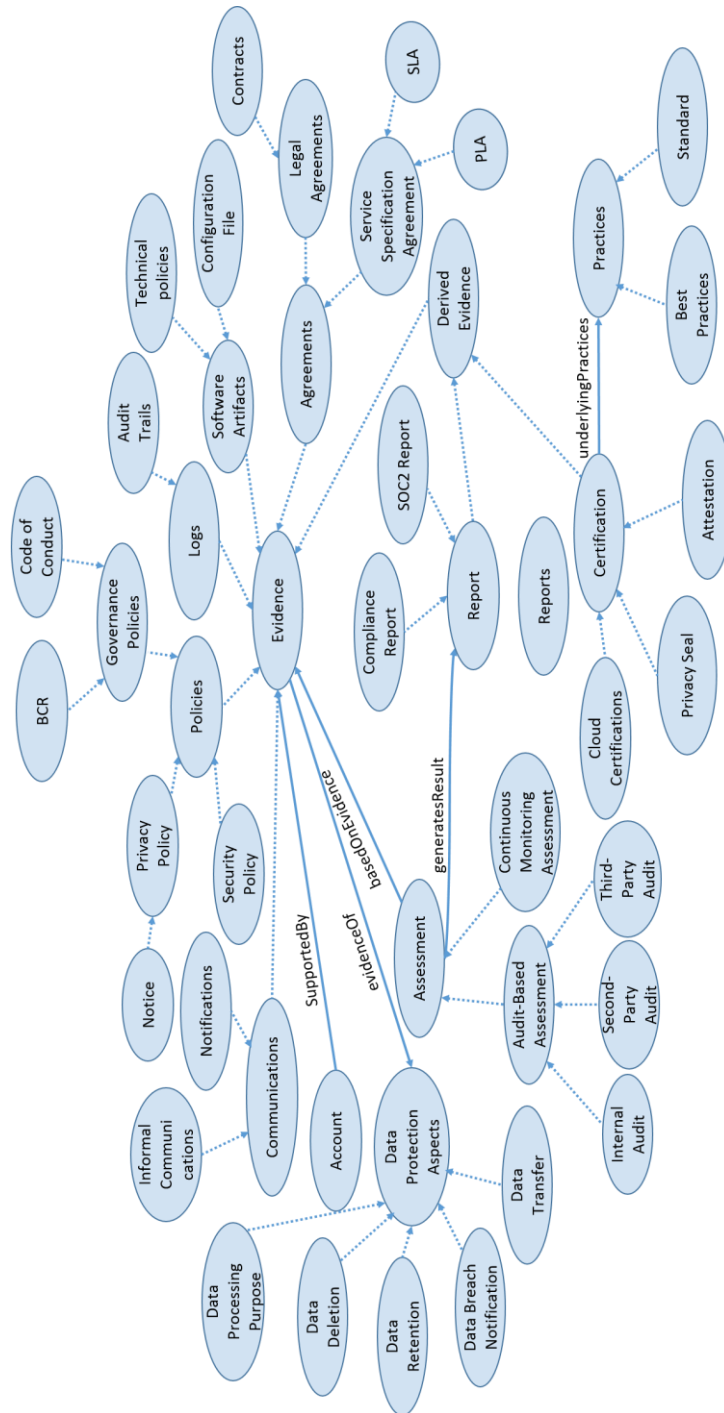 Informal
Communi
cations
Notifications
Notice
Privacy
Policy
BCR
Code of
Conduct
Governance
Policies
Audit
Trails
Technical
policies
Configuration
File
Contracts
Data
Processing
Purpose
Communications
Security
Policy
Policies
Logs
Software
Artifacts
Legal
Agreements
Data
Deletion
Account
SupportedBy
Evidence
Agreements
Service
Specification
Agreement
SLA
Data
Retention
Data
Protection
Aspects
evidenceOf
basedOnEvidence
Compliance
Report
SOC2 Report
Derived
Evidence
PLA
Data Breach
Notification
Assessment
generatesResult
Report
Data
Transfer
Audit-Based
Assessment
Continuous
Monitoring
Assessment
Reports
underlyingPractices
Practices
Internal
Audit
Second-
Party
Audit
Third-
Party
Audit
Cloud
Certifications
Certification
Best
Practices
Standard
Privacy Seal
Attestation